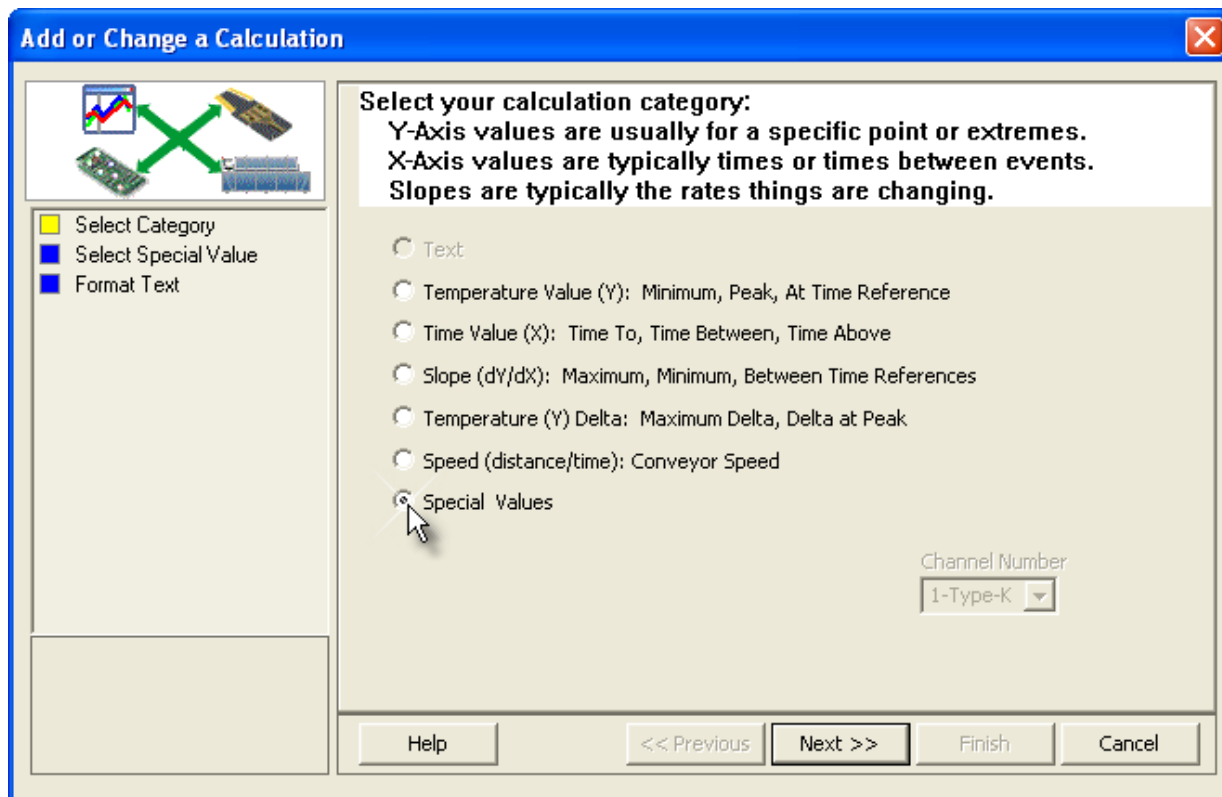 Add or Change a Calculation
Select your calculation category:
Y-Axis values are usually for a specific point or extremes.
X-Axis values are typically times or times between events.
Slopes are typically the rates things are changing.
Select Category
Select Special Value
Format Text
Text
Temperature Value (Y):  Minimum, Peak, At Time Reference
Time Value (X):  Time To, Time Between, Time Above
Slope (dY/dX):  Maximum, Minimum, Between Time References
Temperature (Y) Delta:  Maximum Delta, Delta at Peak
Speed (distance/time): Conveyor Speed
Special  Values
Channel Number
1-Type-K
Help
<< Previous
Next >>
Finish
Cancel